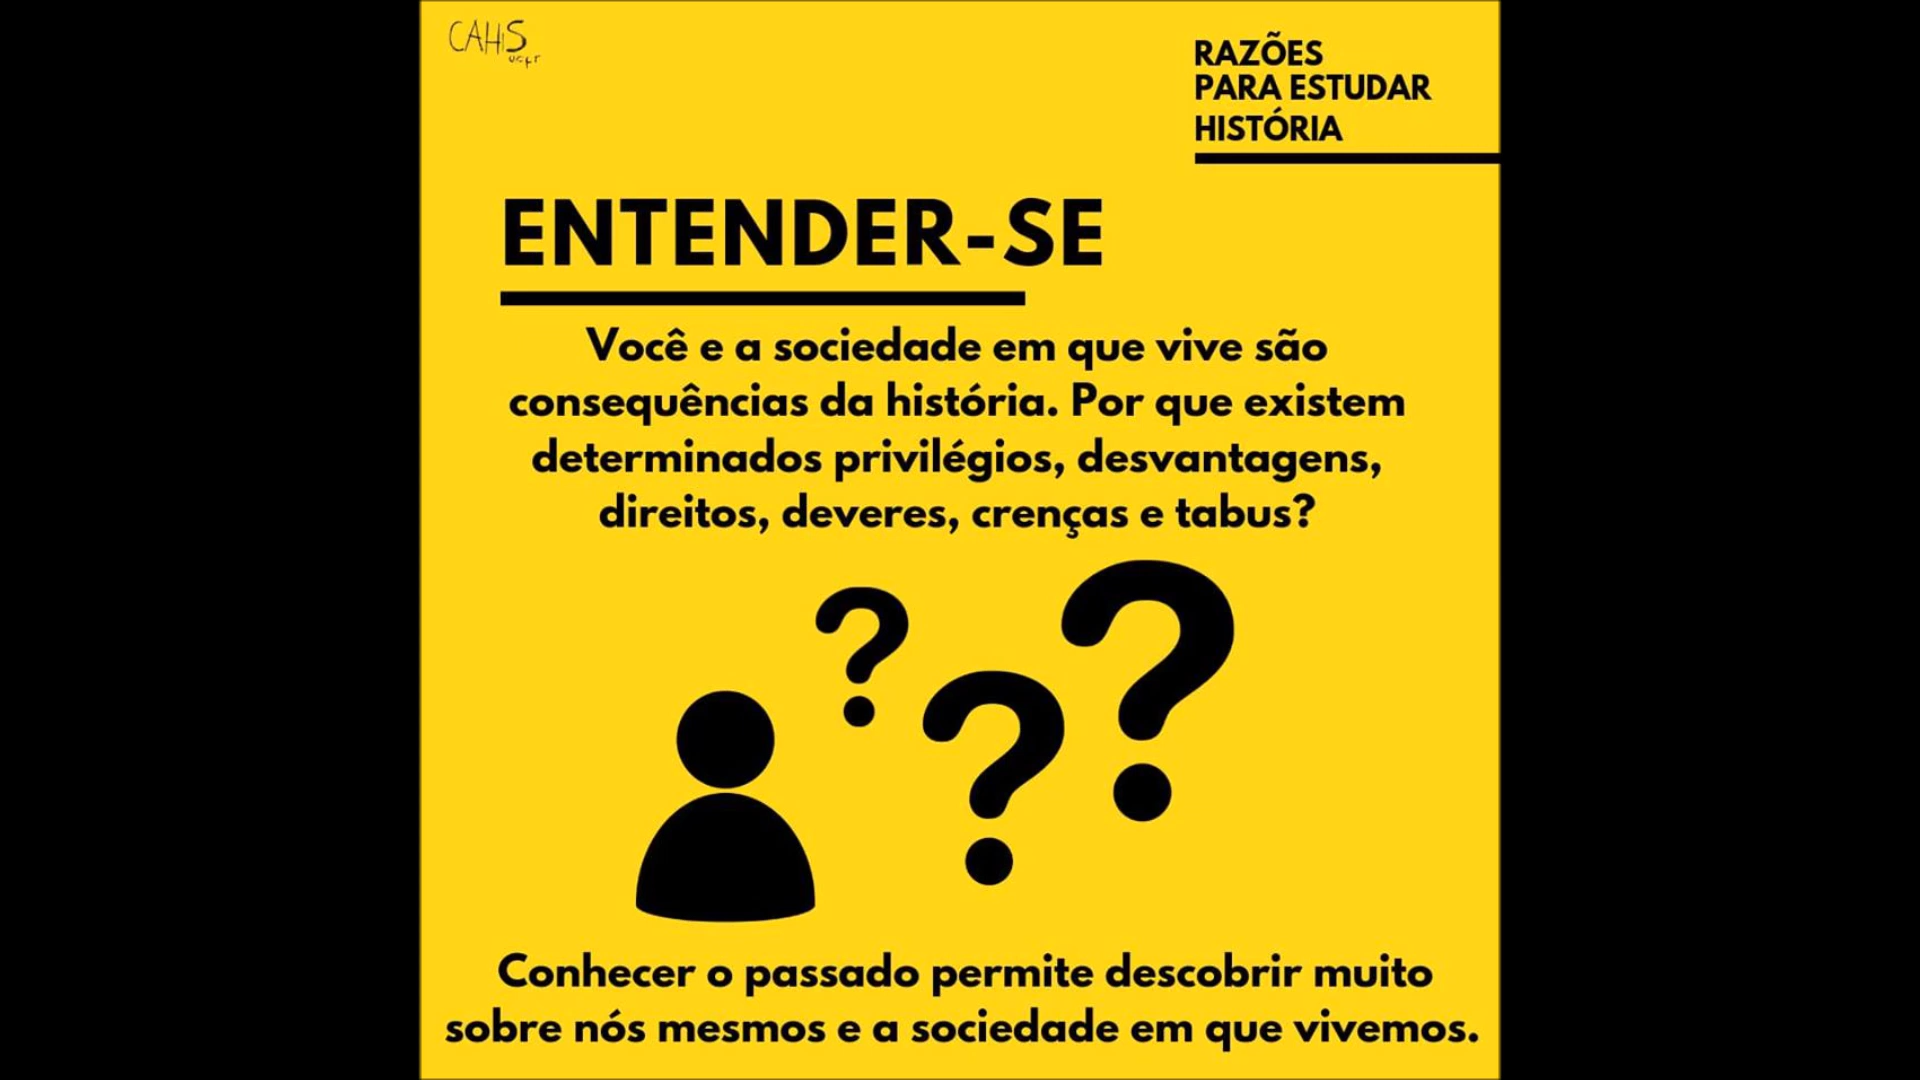 CAHIS
RAZÕES
PARA ESTUDAR
HISTÓRIA
ENTENDER-SE
Você e a sociedade em que vive são
consequências da história. Por que existem
determinados privilégios, desvantagens,
direitos, deveres, crenças e tabus?
Conhecer o passado permite descobrir muito
sobre nós mesmos e a sociedade em que vivemos.